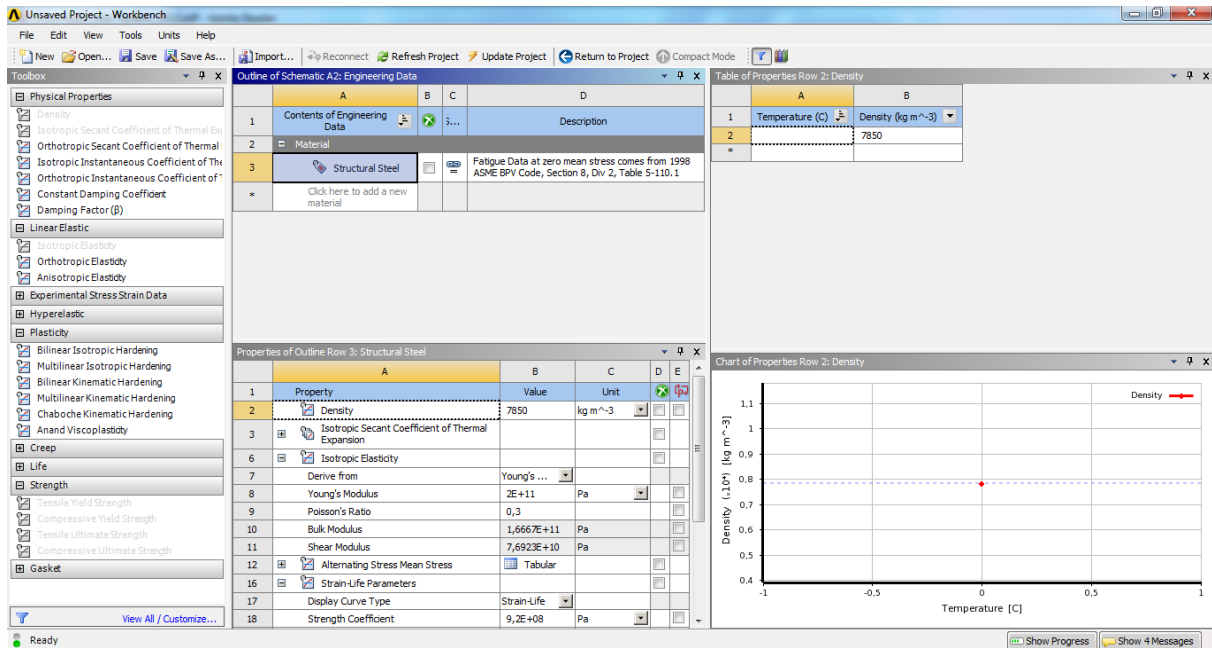 Unsaved Project - Workbench
File Edit View Tools Units Help
New Open... Save Save As... Import... Reconnect Refresh Project Update Project Return to Project Compact Mode
Toolbox
Physical Properties
Density
Isotropic Secant Coefficient of Thermal Exp
Orthotropic Secant Coefficient of Thermal
Isotropic Instantaneous Coefficient of The
Orthotropic Instantaneous Coefficient of T
Constant Damping Coefficient
Damping Factor (β)
Linear Elastic
Isotropic Elasticity
Orthotropic Elasticity
Anisotropic Elasticity
Experimental Stress Strain Data
Hyperelastic
Plasticity
Bilinear Isotropic Hardening
Multilinear Isotropic Hardening
Bilinear Kinematic Hardening
Multilinear Kinematic Hardening
Chaboche Kinematic Hardening
Anand Viscoplasticity
Creep
Life
Strength
Tensile Yield Strength
Compressive Yield Strength
Tensile Ultimate Strength
Compressive Ultimate Strength
Gasket
View All / Customize...
Outline of Schematic A2: Engineering Data
A B C D
1 Contents of Engineering Data S... Description
2 Material
3 Structural Steel Fatigue Data at zero mean stress comes from 1998
ASME BPV Code, Section 8, Div 2, Table 5-110.1
* Click here to add a new
material
Properties of Outline Row 3: Structural Steel
A B C D E
1 Property Value Unit
2 Density 7850 kg m^-3
3 Isotropic Secant Coefficient of Thermal
Expansion
6 Isotropic Elasticity
7 Derive from Young's ...
8 Young's Modulus 2E+11 Pa
9 Poisson's Ratio 0,3
10 Bulk Modulus 1,6667E+11 Pa
11 Shear Modulus 7,6923E+10 Pa
12 Alternating Stress Mean Stress Tabular
16 Strain-Life Parameters
17 Display Curve Type Strain-Life
18 Strength Coefficient 9,2E+08 Pa
Table of Properties Row 2: Density
A B
1 Temperature (C) Density (kg m^-3)
2 7850
*
Chart of Properties Row 2: Density
Density
1,1
1
0,9
0,8
0,7
0,6
0,5
0,4
Density (.10⁴) [kg m^-3]
-1 -0,5 0 0,5 1
Temperature [C]
Ready
Show Progress Show 4 Messages